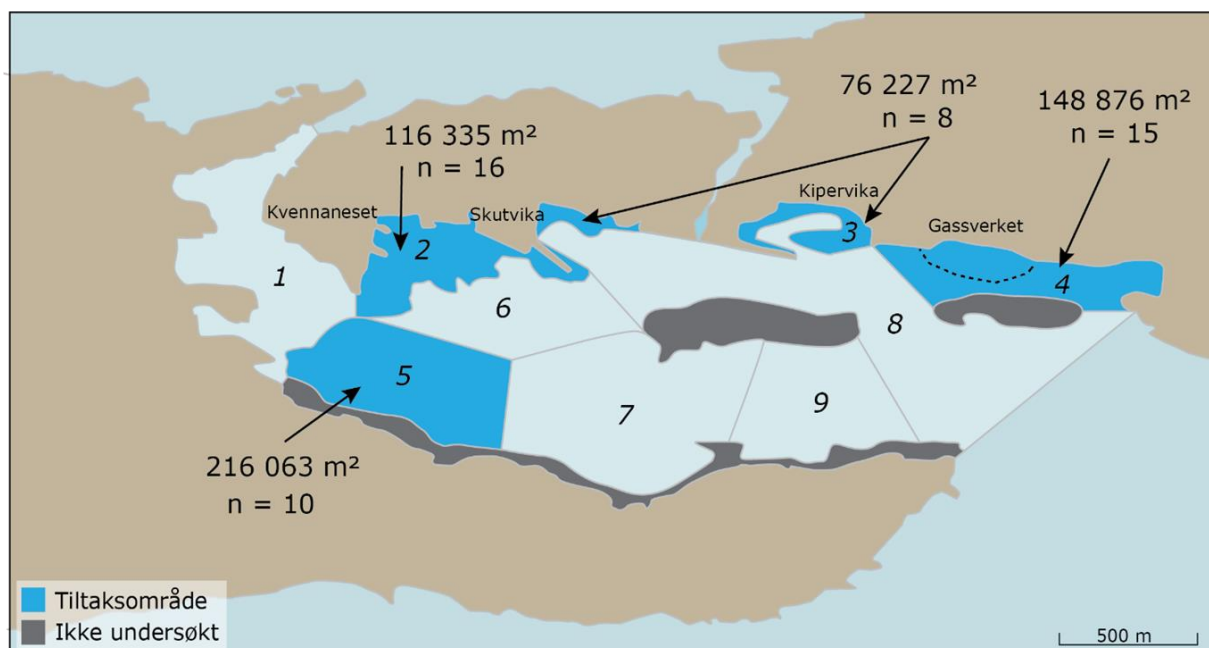 76 227 m²
n = 8
148 876 m²
n = 15
116 335 m²
n = 16
Kvennaneset
Skutvika
Kipervika
Gassverket
1
2
3
4
5
6
7
8
9
216 063 m²
n = 10
Tiltaksområde
Ikke undersøkt
500 m